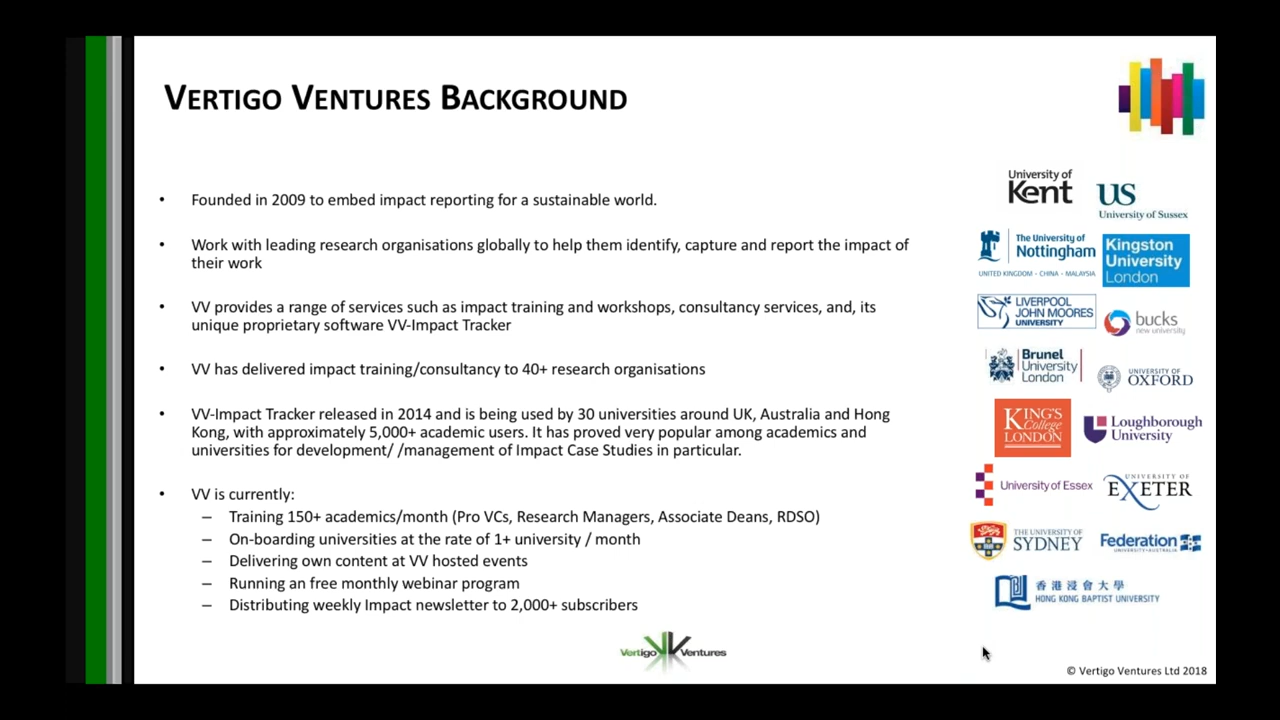 VERTIGO VENTURES BACKGROUND
• Founded in 2009 to embed impact reporting for a sustainable world.
• Work with leading research organisations globally to help them identify, capture and report the impact of
their work
• VV provides a range of services such as impact training and workshops, consultancy services, and, its
unique proprietary software VV-Impact Tracker
• VV has delivered impact training/consultancy to 40+ research organisations
• VV-Impact Tracker released in 2014 and is being used by 30 universities around UK, Australia and Hong
Kong, with approximately 5,000+ academic users. It has proved very popular among academics and
universities for development/ /management of Impact Case Studies in particular.
• VV is currently:
– Training 150+ academics/month (Pro VCs, Research Managers, Associate Deans, RDSO)
– On-boarding universities at the rate of 1+ university / month
– Delivering own content at VV hosted events
– Running an free monthly webinar program
– Distributing weekly Impact newsletter to 2,000+ subscribers
University of
Kent
US
University of Sussex
The University of
Nottingham
UNITED KINGDOM · CHINA · MALAYSIA
Kingston
University
London
LIVERPOOL
JOHN MOORES
UNIVERSITY
bucks
new university
Brunel
University
London
UNIVERSITY OF
OXFORD
KING'S
College
LONDON
Loughborough
University
University of Essex
UNIVERSITY OF
EXETER
THE UNIVERSITY OF
SYDNEY
Federation
UNIVERSITY·AUSTRALIA
香港浸會大學
HONG KONG BAPTIST UNIVERSITY
Vertigo Ventures
© Vertigo Ventures Ltd 2018